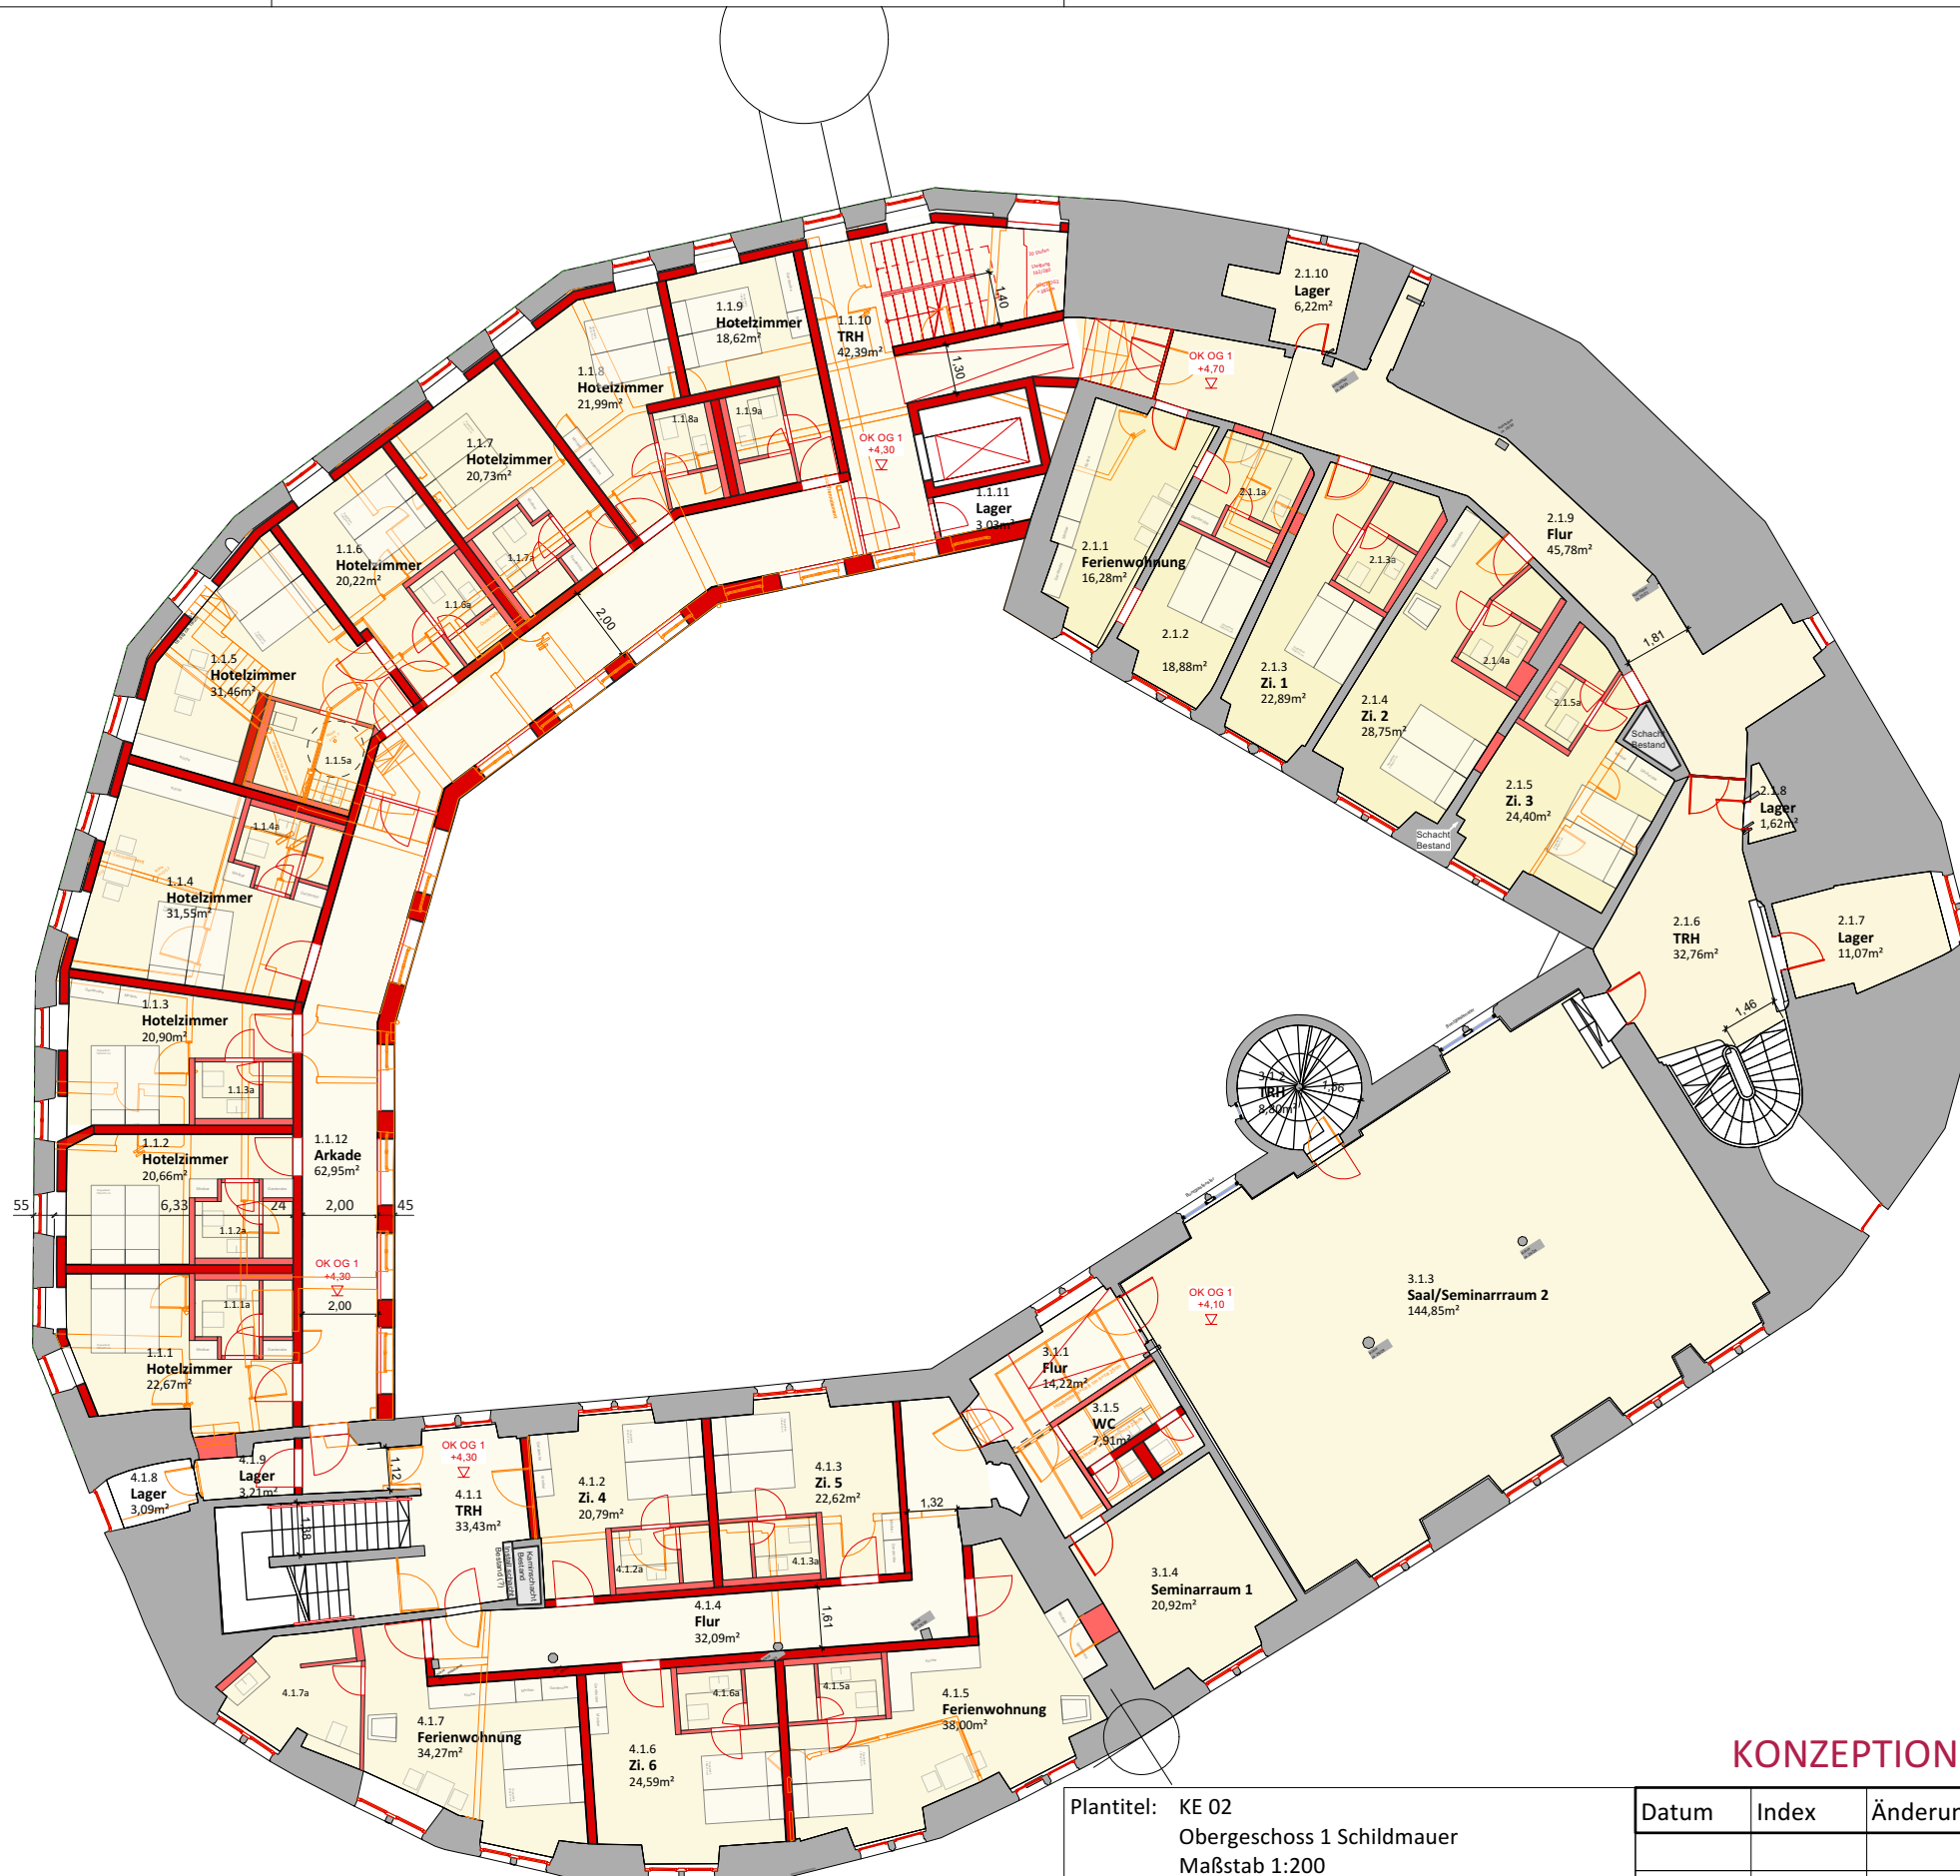 2.1.10
Lager
6,22m²
1.1.9
Hotelzimmer
18,62m²
1.1.10
TRH
42,39m²
1,40
1,30
OK OG 1
+4,70
1.1.8
Hotelzimmer
21,99m²
1.1.8a
1.1.9a
OK OG 1
+4,30
1.1.7
Hotelzimmer
20,73m²
1.1.7a
1.1.11
Lager
3,03m²
1.1.6
Hotelzimmer
20,22m²
1.1.6a
2,00
2.1.1
Ferienwohnung
16,28m²
2.1.1a
2.1.2
18,88m²
2.1.3
Zi. 1
22,89m²
2.1.3a
2.1.9
Flur
45,78m²
1,81
2.1.4
Zi. 2
28,75m²
2.1.4a
2.1.5a
Schacht
Bestand
2.1.5
Zi. 3
24,40m²
Schacht
Bestand
2.1.8
Lager
1,62m²
2.1.6
TRH
32,76m²
2.1.7
Lager
11,07m²
1,46
1.1.5
Hotelzimmer
31,46m²
1.1.5a
1.1.4a
1.1.4
Hotelzimmer
31,55m²
1.1.3
Hotelzimmer
20,90m²
1.1.3a
1.1.2
Hotelzimmer
20,66m²
1.1.2a
1.1.12
Arkade
62,95m²
55
6,33
24
2,00
45
OK OG 1
+4,30
2,00
1.1.1a
1.1.1
Hotelzimmer
22,67m²
3.1.2
TRH
8,80m²
1,56
3.1.3
Saal/Seminarrraum 2
144,85m²
OK OG 1
+4,10
3.1.1
Flur
14,22m²
3.1.5
WC
7,91m²
3.1.4
Seminarraum 1
20,92m²
4.1.8
Lager
3,09m²
4.1.9
Lager
3,21m²
1,12
OK OG 1
+4,30
4.1.1
TRH
33,43m²
1,38
Install.schacht
Bestand (?)
Kaminschacht
Bestand
4.1.2
Zi. 4
20,79m²
4.1.2a
4.1.3
Zi. 5
22,62m²
4.1.3a
1,32
4.1.4
Flur
32,09m²
1,61
4.1.7a
4.1.7
Ferienwohnung
34,27m²
4.1.6
Zi. 6
24,59m²
4.1.6a
4.1.5a
4.1.5
Ferienwohnung
38,00m²
KONZEPTION
Plantitel: KE 02
Obergeschoss 1 Schildmauer
Maßstab 1:200
Datum Index